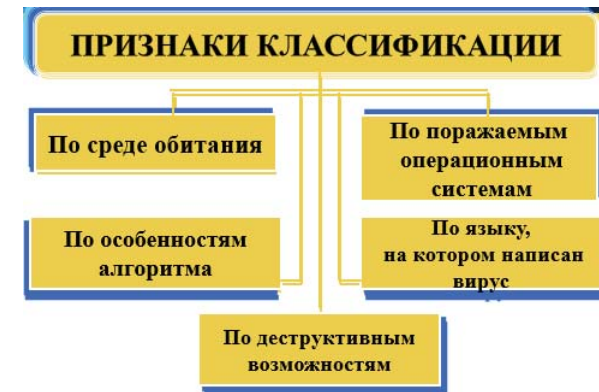 ПРИЗНАКИ КЛАССИФИКАЦИИ
По среде обитания
По поражаемым
операционным
системам
По особенностям
алгоритма
По языку,
на котором написан
вирус
По деструктивным
возможностям